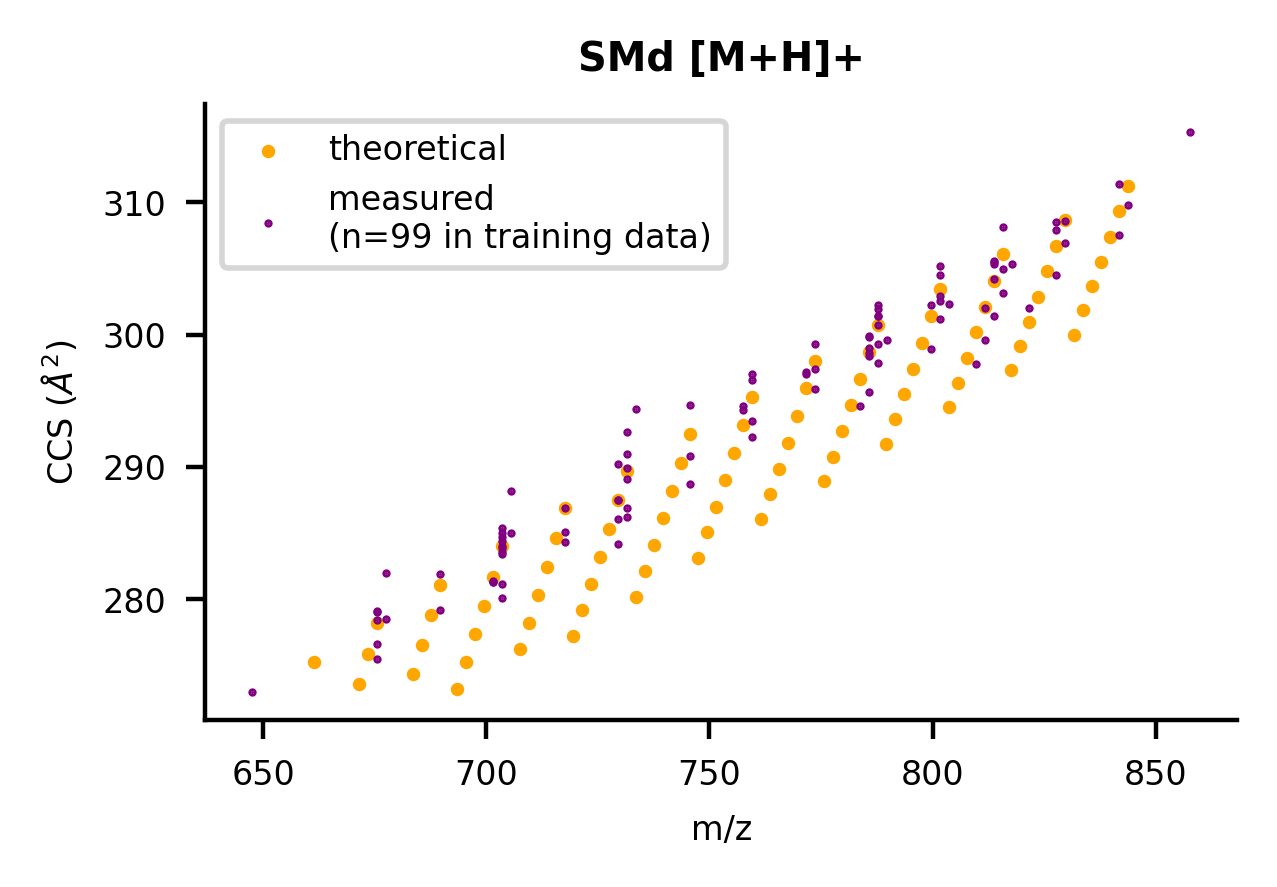 SMd [M+H]+
theoretical
measured
(n=99 in training data)
310
300
290
280
CCS (Å²)
650
700
750
800
850
m/z